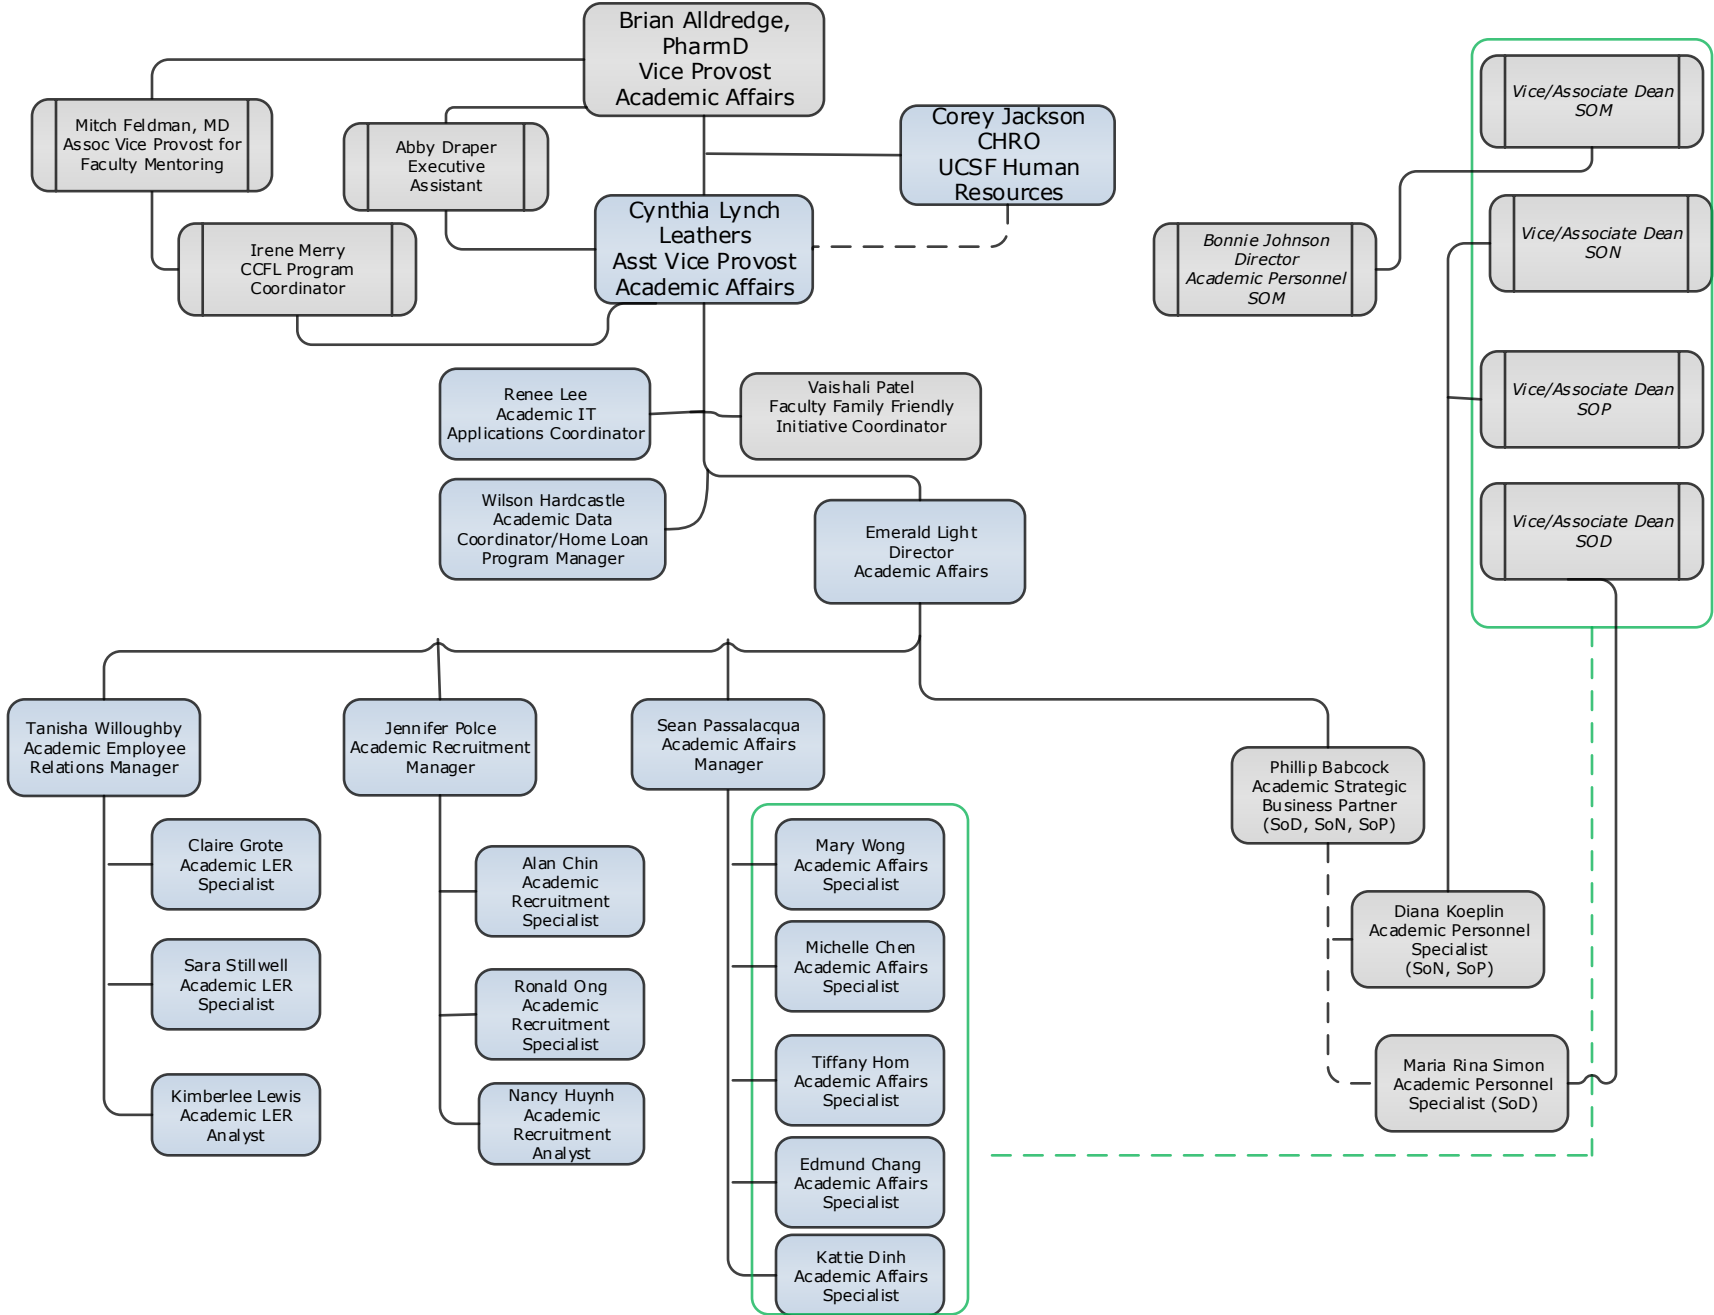 Brian Alldredge,
PharmD
Vice Provost
Academic Affairs
Mitch Feldman, MD
Assoc Vice Provost for
Faculty Mentoring
Abby Draper
Executive
Assistant
Corey Jackson
CHRO
UCSF Human
Resources
Vice/Associate Dean
SOM
Irene Merry
CCFL Program
Coordinator
Cynthia Lynch
Leathers
Asst Vice Provost
Academic Affairs
Bonnie Johnson
Director
Academic Personnel
SOM
Vice/Associate Dean
SON
Renee Lee
Academic IT
Applications Coordinator
Vaishali Patel
Faculty Family Friendly
Initiative Coordinator
Vice/Associate Dean
SOP
Wilson Hardcastle
Academic Data
Coordinator/Home Loan
Program Manager
Emerald Light
Director
Academic Affairs
Vice/Associate Dean
SOD
Tanisha Willoughby
Academic Employee
Relations Manager
Jennifer Polce
Academic Recruitment
Manager
Sean Passalacqua
Academic Affairs
Manager
Phillip Babcock
Academic Strategic
Business Partner
(SoD, SoN, SoP)
Claire Grote
Academic LER
Specialist
Sara Stillwell
Academic LER
Specialist
Kimberlee Lewis
Academic LER
Analyst
Alan Chin
Academic
Recruitment
Specialist
Ronald Ong
Academic
Recruitment
Specialist
Nancy Huynh
Academic
Recruitment
Analyst
Mary Wong
Academic Affairs
Specialist
Michelle Chen
Academic Affairs
Specialist
Tiffany Hom
Academic Affairs
Specialist
Edmund Chang
Academic Affairs
Specialist
Kattie Dinh
Academic Affairs
Specialist
Diana Koeplin
Academic Personnel
Specialist
(SoN, SoP)
Maria Rina Simon
Academic Personnel
Specialist (SoD)